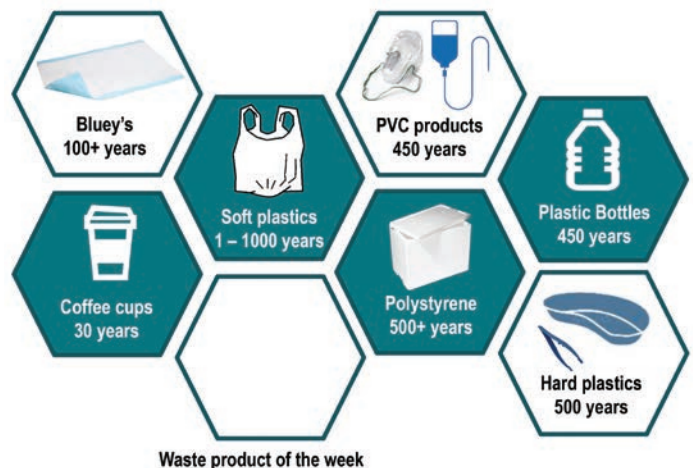 Bluey's
100+ years
PVC products
450 years
Soft plastics
1 – 1000 years
Plastic Bottles
450 years
Coffee cups
30 years
Polystyrene
500+ years
Hard plastics
500 years
Waste product of the week